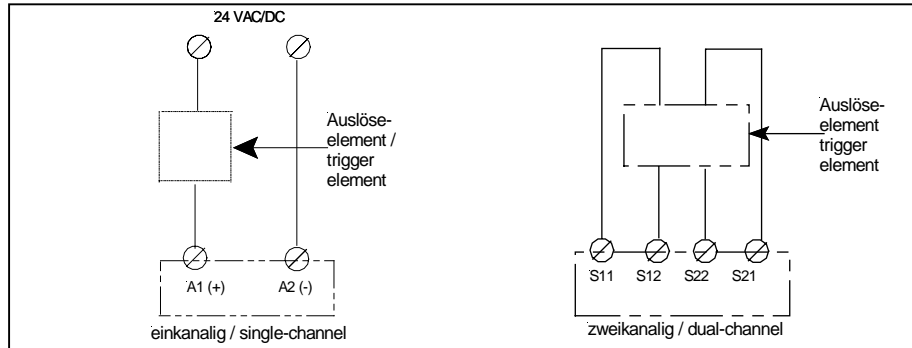 24 VAC/DC
Auslöse-
element /
trigger
element
A1 (+)
A2 (-)
einkanalig / single-channel
Auslöse-
element
trigger
element
S11
S12
S22
S21
zweikanalig / dual-channel